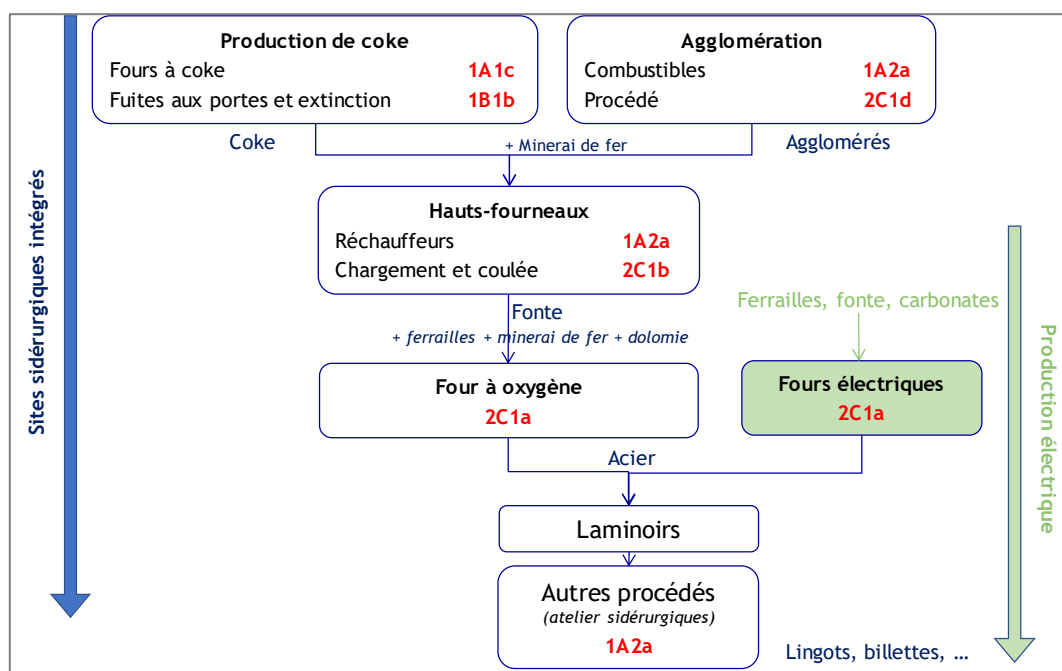 Production de coke
Fours à coke 1A1c
Fuites aux portes et extinction 1B1b
Agglomération
Combustibles 1A2a
Procédé 2C1d
Coke
+ Minerai de fer
Agglomérés
Sites sidérurgiques intégrés
Hauts-fourneaux
Réchauffeurs 1A2a
Chargement et coulée 2C1b
Fonte
+ ferrailles + minerai de fer + dolomie
Ferrailles, fonte, carbonates
Production électrique
Four à oxygène
2C1a
Fours électriques
2C1a
Acier
Laminoirs
Autres procédés
(atelier sidérurgiques)
1A2a
Lingots, billettes, …